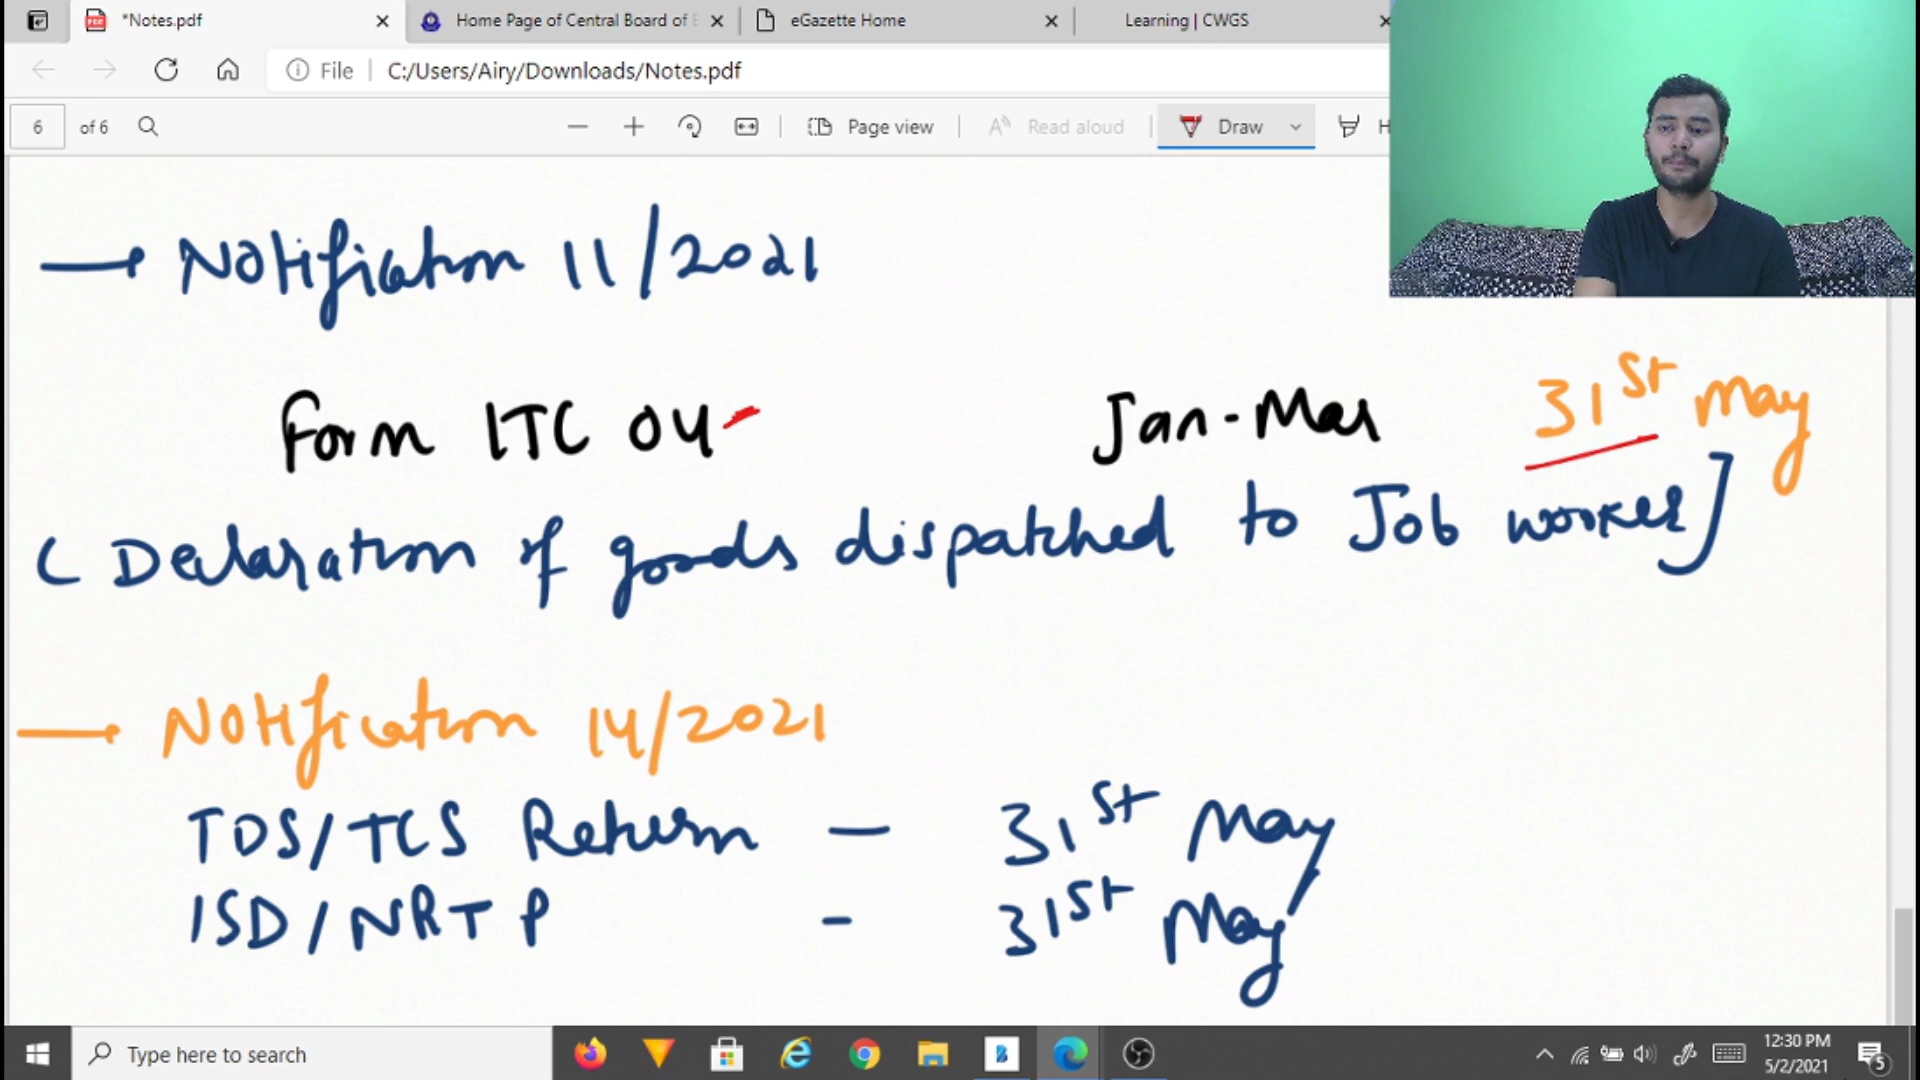 *Notes.pdf
Home Page of Central Board of E
eGazette Home
Learning | CWGS
File
C:/Users/Airy/Downloads/Notes.pdf
6 of 6
Page view
Read aloud
Draw
H
Notification 11/2021
Form ITC 04 Jan-Mar 31st May
( Declaration of goods dispatched to Job worker]
Notification 14/2021
TDS/TCS Return - 31st May
ISD/NRTP - 31st May
Type here to search
12:30 PM
5/2/2021
5